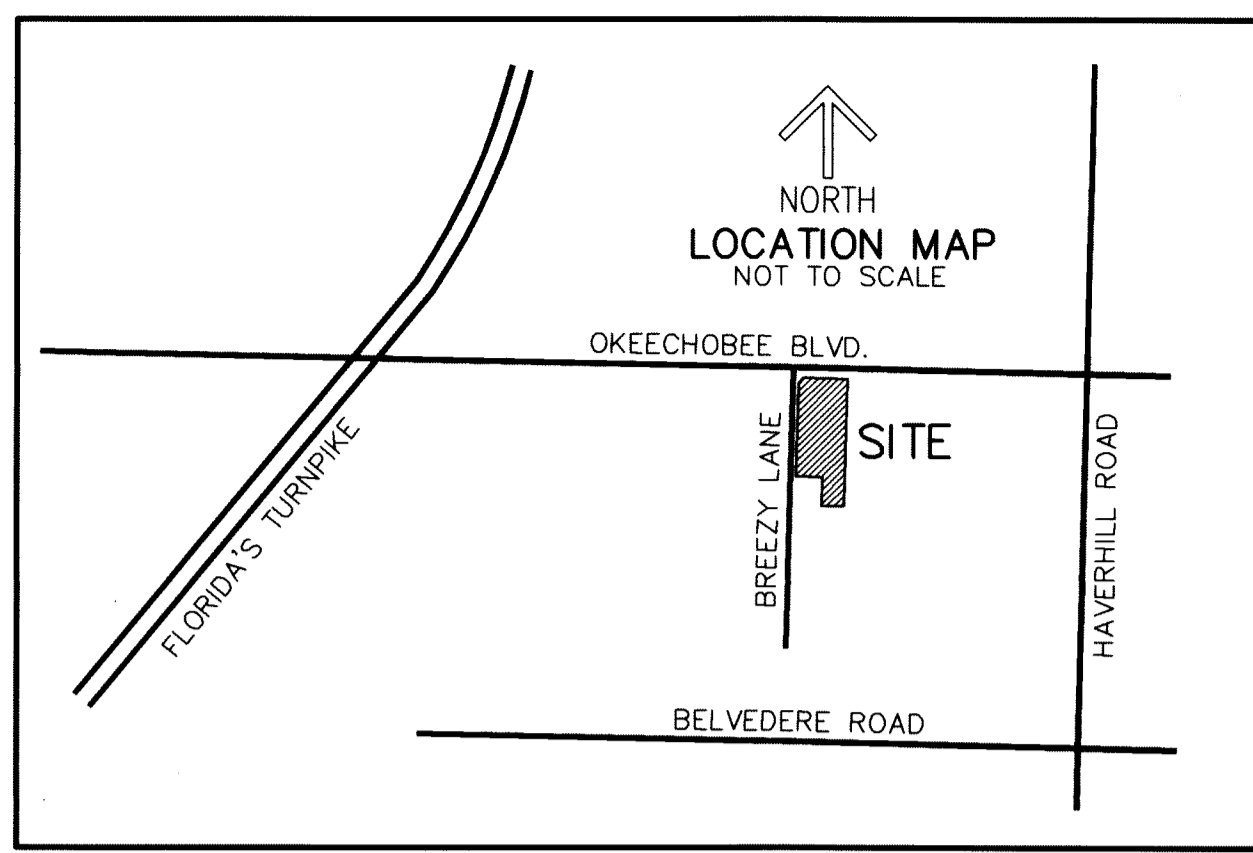 NORTH
LOCATION MAP
NOT TO SCALE
OKEECHOBEE BLVD.
FLORIDA'S TURNPIKE
BREEZY LANE
SITE
HAVERHILL ROAD
BELVEDERE ROAD